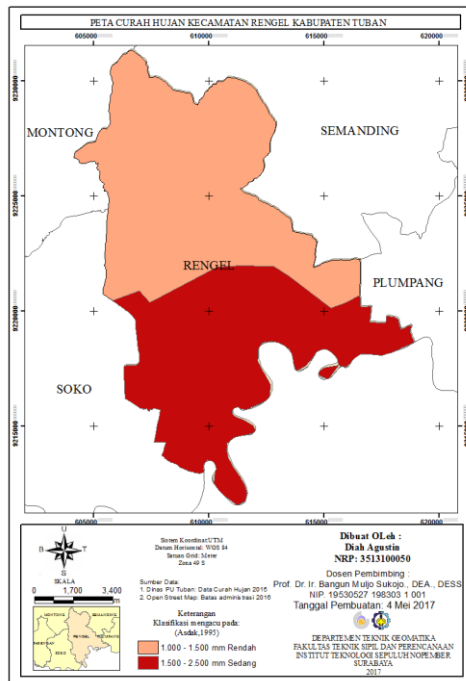 PETA CURAH HUJAN KECAMATAN RENGEL KABUPATEN TUBAN
605000 610000 615000 620000
9230000
MONTONG
SEMANDING
9225000
RENGEL
PLUMPANG
9220000
SOKO
9215000
605000 610000 615000 620000
U
B T
S
SKALA
0 1,700 3,400
m
Sistem Koordinat:UTM
Datum Horisontal: WGS 84
Satuan Grid: Meter
Zona 49 S
Sumber Data:
1. Dinas PU Tuban: Data Curah Hujan 2015
2. Open Street Map: Batas administrasi 2016
Keterangan
Klasifikasi mengacu pada:
(Asdak,1995)
1.000 - 1.500 mm Rendah
1.500 - 2.500 mm Sedang
MONTONG
SEMANDING
RENGEL
SOKO
Dibuat OLeh :
Diah Agustin
NRP: 3513100050
Dosen Pembimbing :
Prof. Dr. Ir. Bangun Muljo Sukojo., DEA., DESS
NIP. 19530527 198303 1 001
Tanggal Pembuatan: 4 Mei 2017
DEPARTEMEN TEKNIK GEOMATIKA
FAKULTAS TEKNIK SIPIL DAN PERENCANAAN
INSTITUT TEKNOLOGI SEPULUH NOPEMBER
SURABAYA
2017